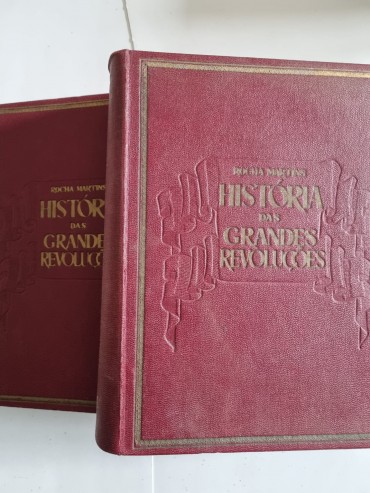 ROCHA MARTINS
HISTÓRIA
DAS
GRANDES
REVOLUÇÕES
ROCHA MARTINS
HISTÓRIA
DAS
GRANDES
REVOLUÇÕES